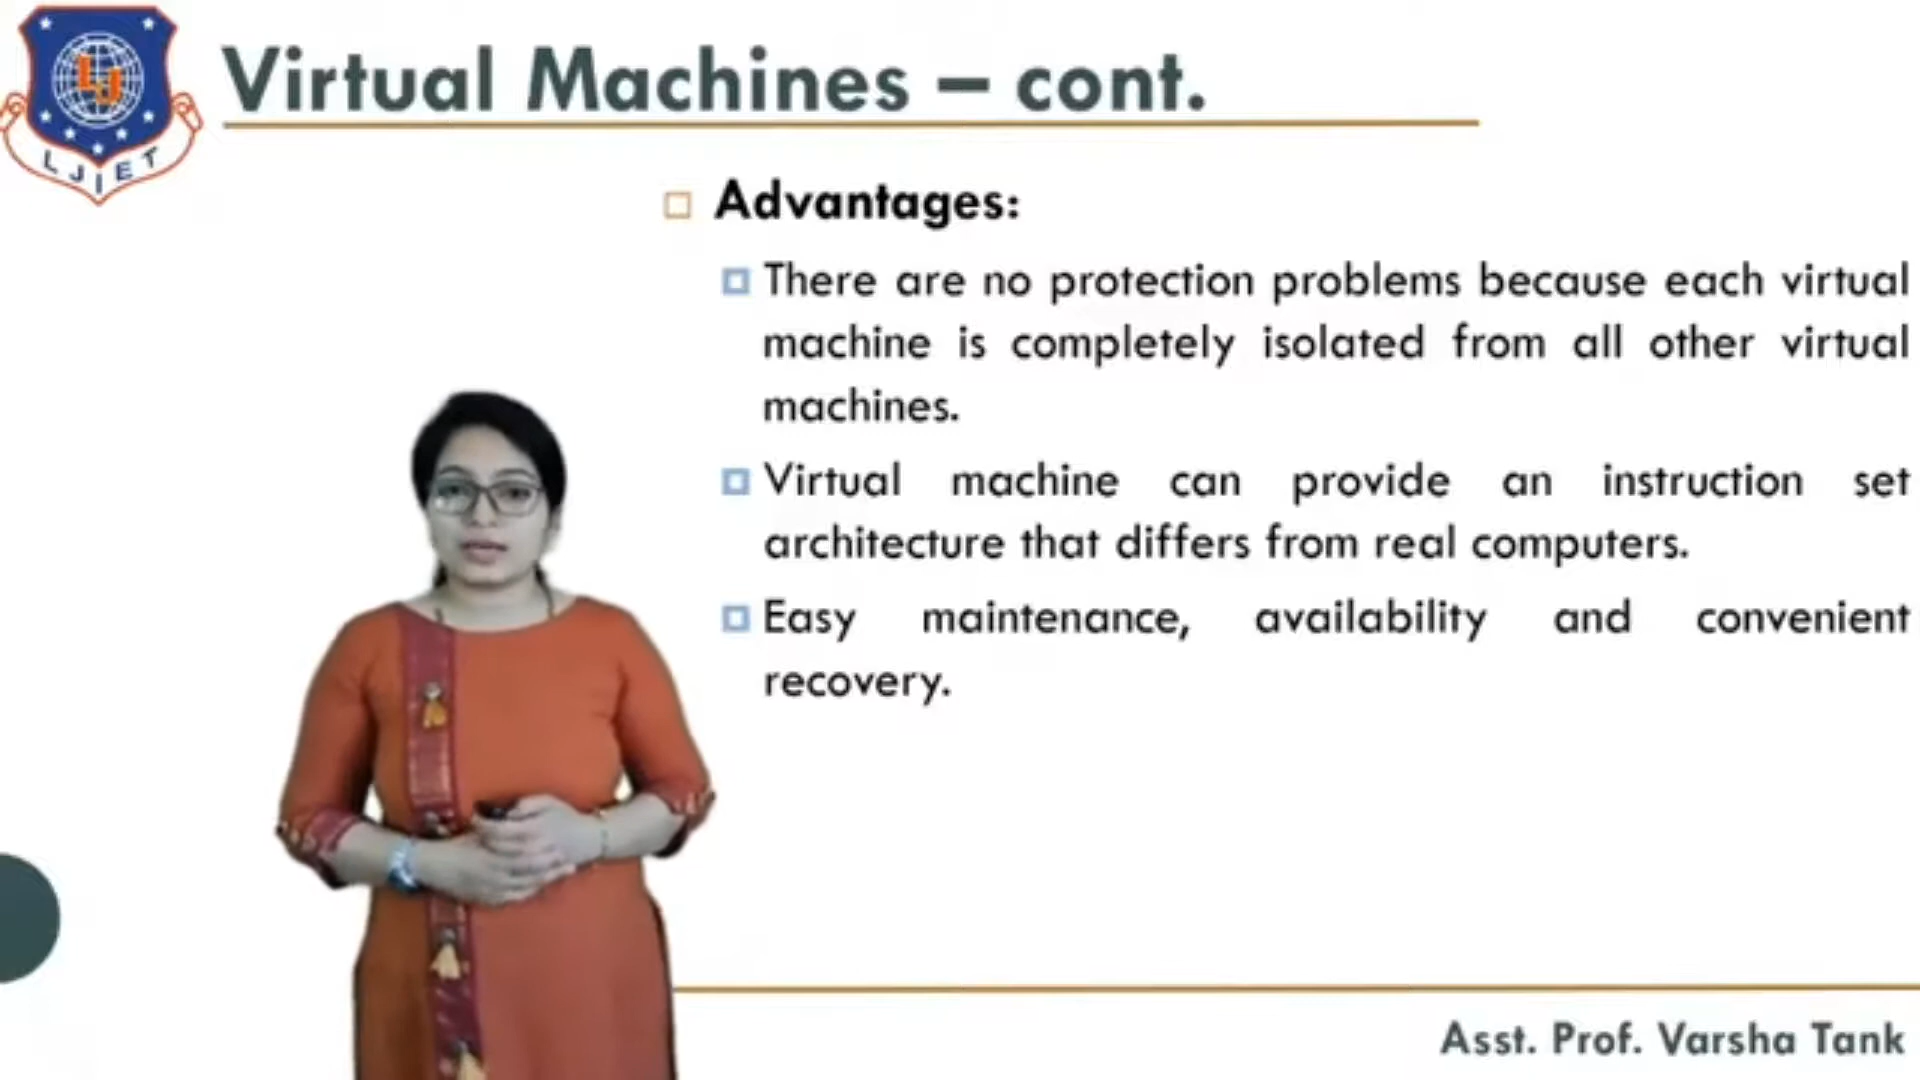 LJ
LJIET
Virtual Machines – cont.
Advantages:
There are no protection problems because each virtual
machine is completely isolated from all other virtual
machines.
Virtual machine can provide an instruction set
architecture that differs from real computers.
Easy maintenance, availability and convenient
recovery.
Asst. Prof. Varsha Tank